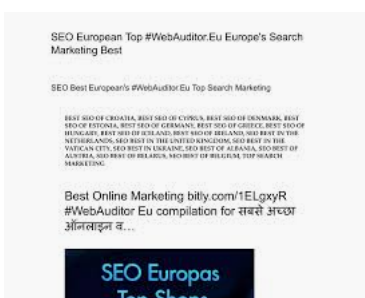 SEO European Top #WebAuditor.Eu Europe's Search
Marketing Best
SEO Best European's #WebAuditor.Eu Top Search Marketing
BEST SEO OF CROATIA, BEST SEO OF CYPRUS, BEST SEO OF DENMARK, BEST
SEO OF ESTONIA, BEST SEO OF GERMANY, BEST SEO OF GREECE, BEST SEO OF
HUNGARY, BEST SEO OF ICELAND, BEST SEO OF IRELAND, SEO BEST IN THE
NETHERLANDS, SEO BEST IN THE UNITED KINGDOM, SEO BEST IN THE
VATICAN CITY, SEO BEST IN UKRAINE, SEO BEST OF ALBANIA, SEO BEST OF
AUSTRIA, SEO BEST OF BELARUS, SEO BEST OF BELGIUM, TOP SEARCH
MARKETING
Best Online Marketing bitly.com/1ELgxyR
#WebAuditor Eu compilation for सबसे अच्छा
ऑनलाइन व…
SEO Europas
Top Shops